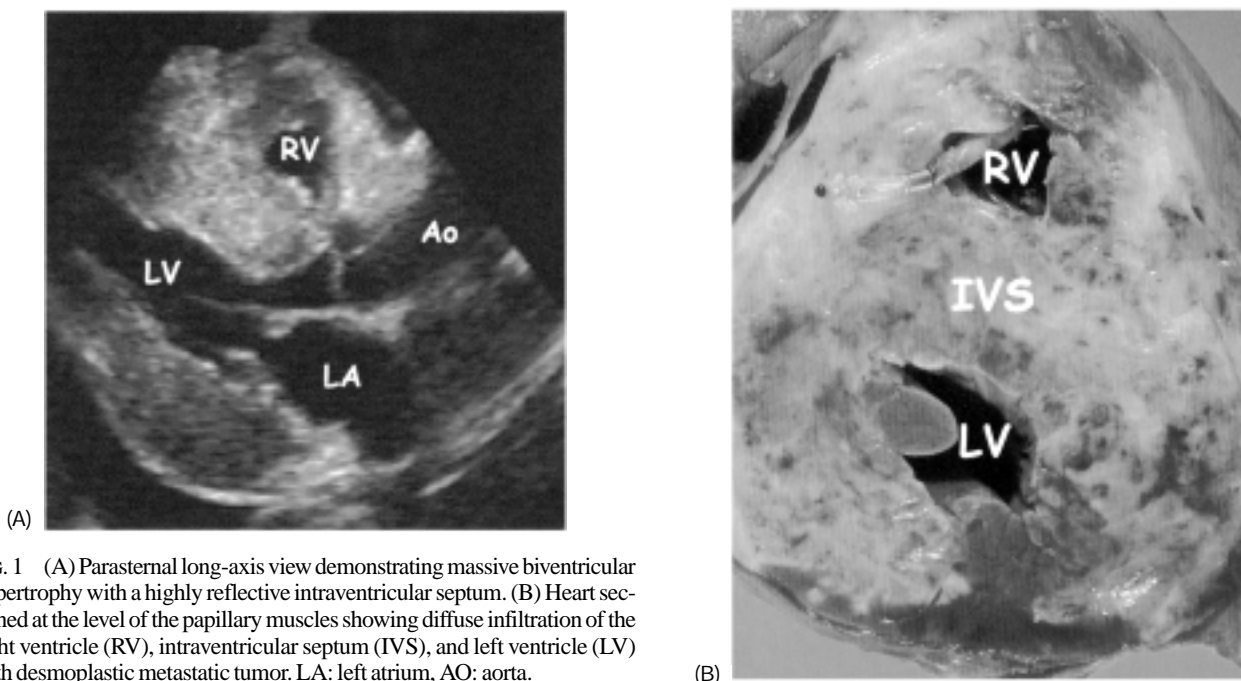 RV
Ao
LV
LA
(A)
RV
IVS
LV
(B)
. 1 (A) Parasternal long-axis view demonstrating massive biventricular
pertrophy with a highly reflective intraventricular septum. (B) Heart sec-
ned at the level of the papillary muscles showing diffuse infiltration of the
ht ventricle (RV), intraventricular septum (IVS), and left ventricle (LV)
th desmoplastic metastatic tumor. LA: left atrium, AO: aorta.